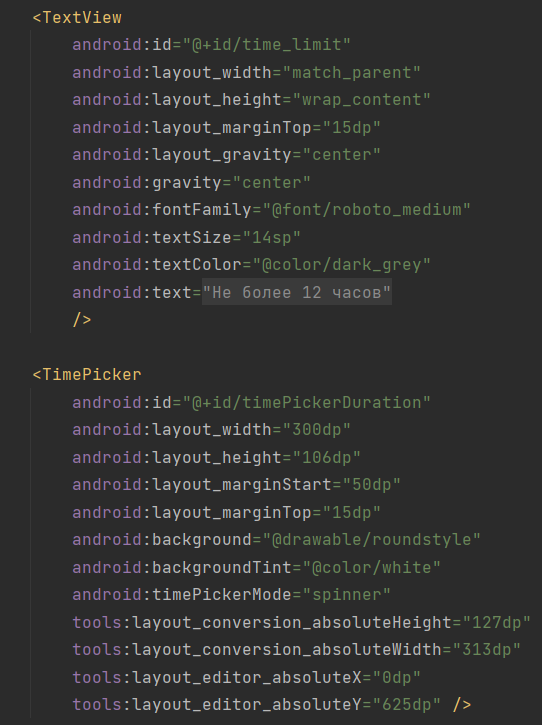 <TextView
android:id="@+id/time_limit"
android:layout_width="match_parent"
android:layout_height="wrap_content"
android:layout_marginTop="15dp"
android:layout_gravity="center"
android:gravity="center"
android:fontFamily="@font/roboto_medium"
android:textSize="14sp"
android:textColor="@color/dark_grey"
android:text="Не более 12 часов"
/>
<TimePicker
android:id="@+id/timePickerDuration"
android:layout_width="300dp"
android:layout_height="106dp"
android:layout_marginStart="50dp"
android:layout_marginTop="15dp"
android:background="@drawable/roundstyle"
android:backgroundTint="@color/white"
android:timePickerMode="spinner"
tools:layout_conversion_absoluteHeight="127dp"
tools:layout_conversion_absoluteWidth="313dp"
tools:layout_editor_absoluteX="0dp"
tools:layout_editor_absoluteY="625dp" />